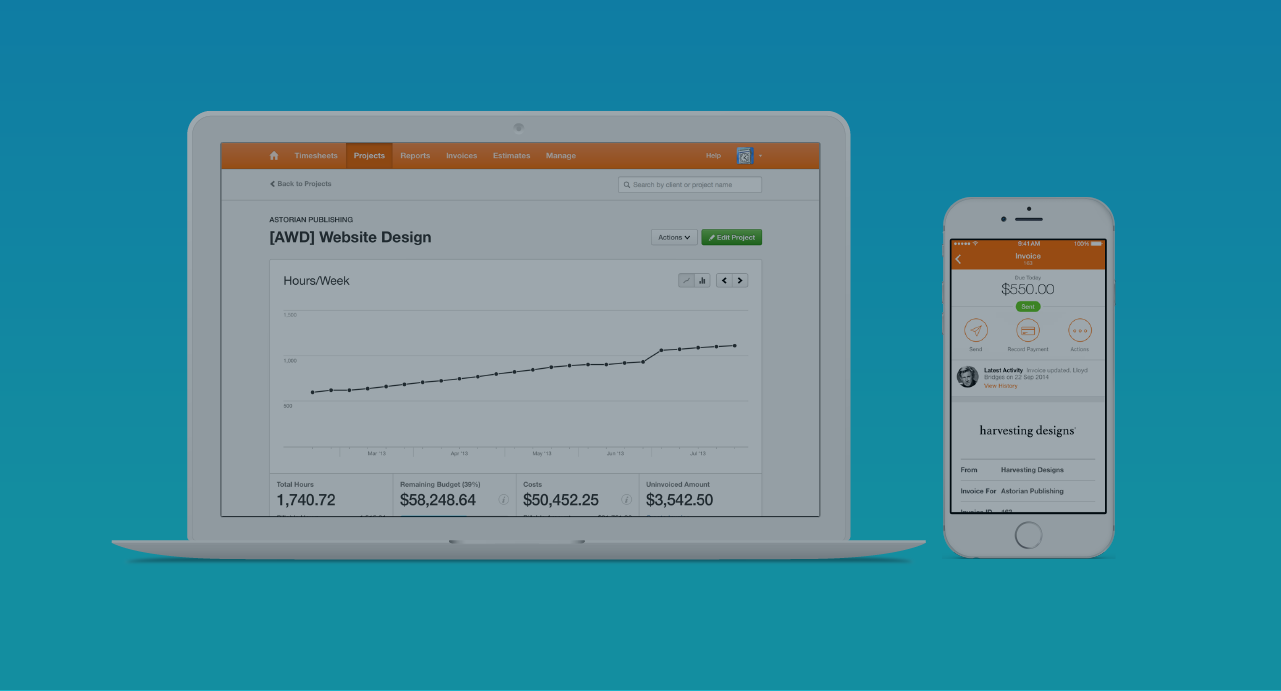 Timesheets Projects Reports Invoices Estimates Manage Help
Back to Projects
Search by client or project name
ASTORIAN PUBLISHING
[AWD] Website Design
Actions
Edit Project
Hours/Week
1,500
1,000
500
Mar '13 Apr '13 May '13 Jun '13 Jul '13
Total Hours
1,740.72
Remaining Budget (39%)
$58,248.64
Costs
$50,452.25
Uninvoiced Amount
$3,542.50
9:41 AM 100%
Invoice
163
Due Today
$550.00
Sent
Send Record Payment Actions
Latest Activity Invoice updated. Lloyd
Bridges on 22 Sep 2014
View History
harvesting designs
From Harvesting Designs
Invoice For Astorian Publishing
Invoice ID 163